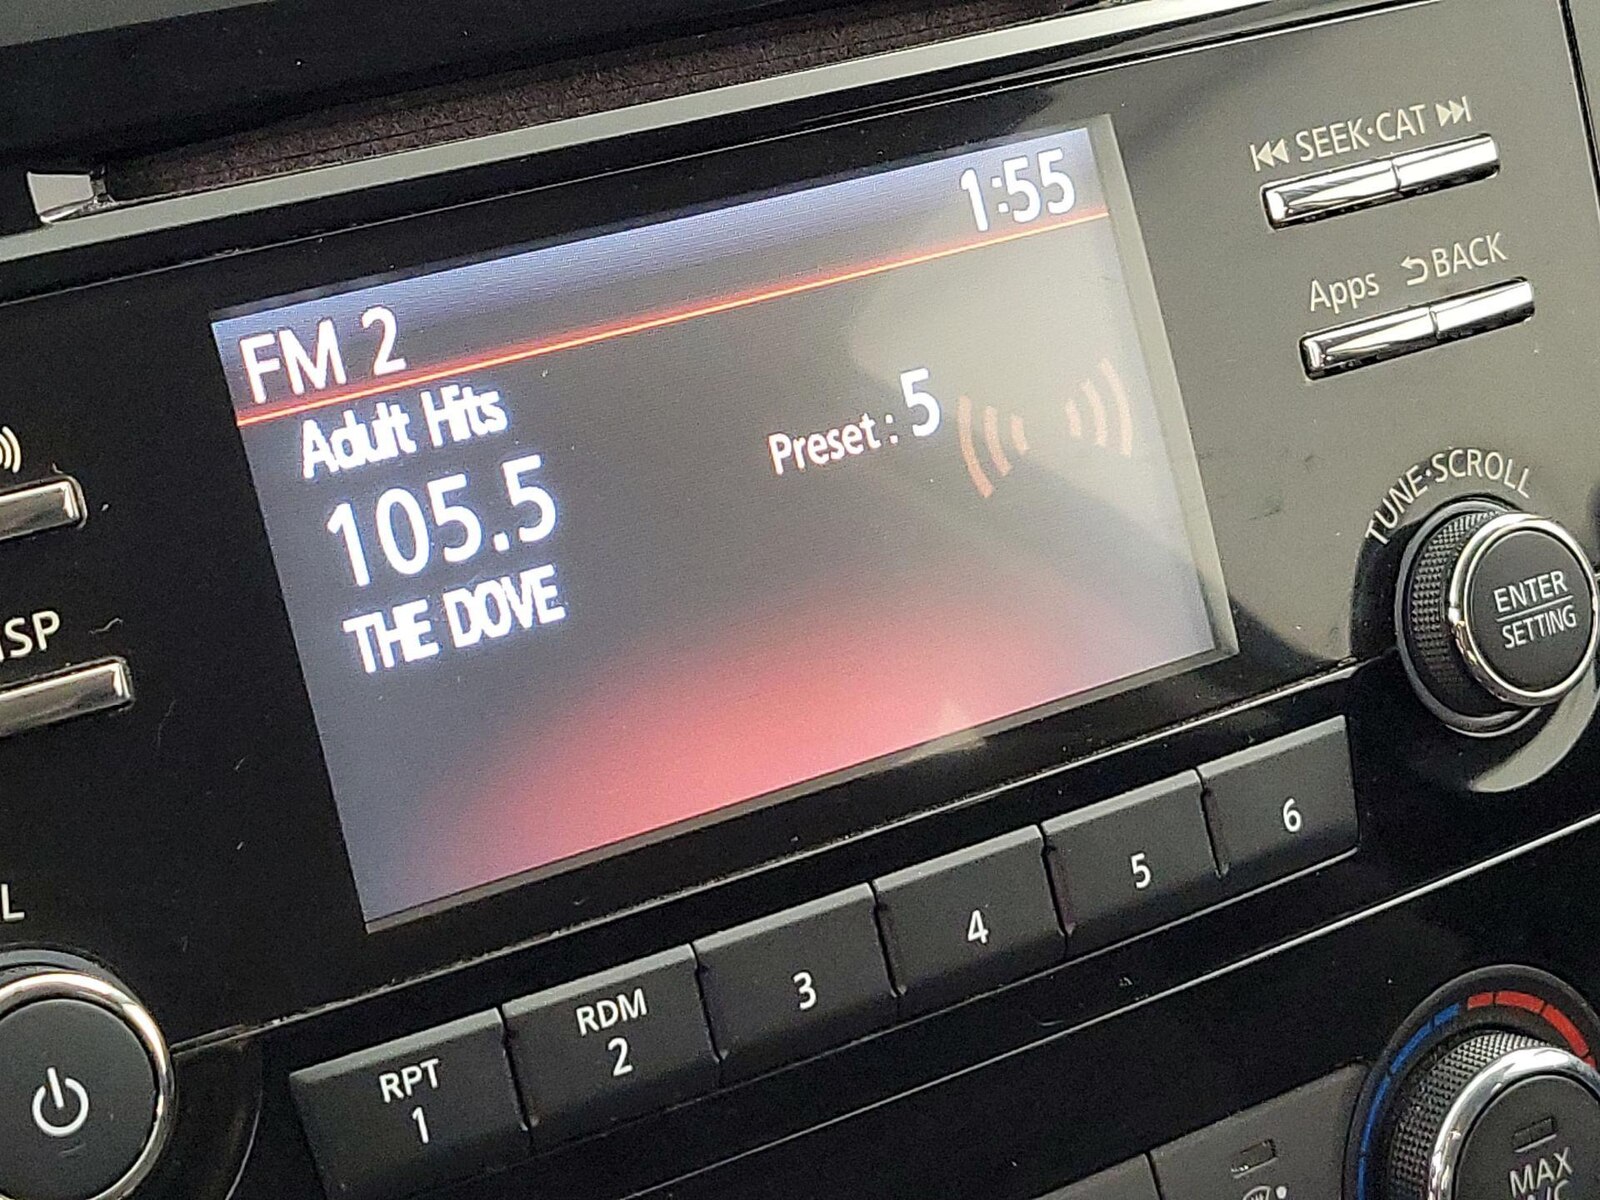 1:55
FM 2
Adult Hits
105.5
THE DOVE
Preset : 5
SEEK·CAT
Apps BACK
TUNE·SCROLL
ENTER
SETTING
RPT
1
RDM
2
3
4
5
6
MAX